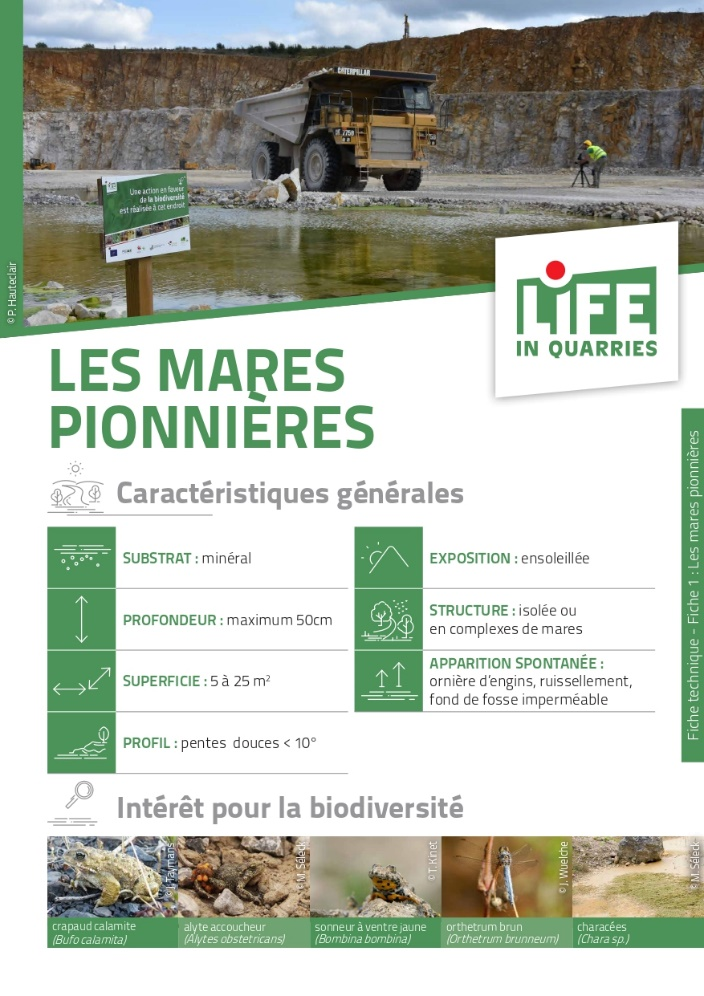 CATERPILLAR
Une action en faveur
de la biodiversité
est réalisée à cet endroit
© P. Hauteclair
LiFE
IN QUARRIES
LES MARES
PIONNIÈRES
Caractéristiques générales
SUBSTRAT : minéral
PROFONDEUR : maximum 50cm
SUPERFICIE : 5 à 25 m²
PROFIL : pentes douces < 10°
EXPOSITION : ensoleillée
STRUCTURE : isolée ou
en complexes de mares
APPARITION SPONTANÉE :
ornière d'engins, ruissellement,
fond de fosse imperméable
Fiche technique - Fiche 1 : Les mares pionnières
Intérêt pour la biodiversité
© M. Séleck
© T. Kinet
© J. Wuelche
© M. Séleck
crapaud calamite
(Bufo calamita)
alyte accoucheur
(Alytes obstetricans)
sonneur à ventre jaune
(Bombina bombina)
orthetrum brun
(Orthetrum brunneum)
characées
(Chara sp.)